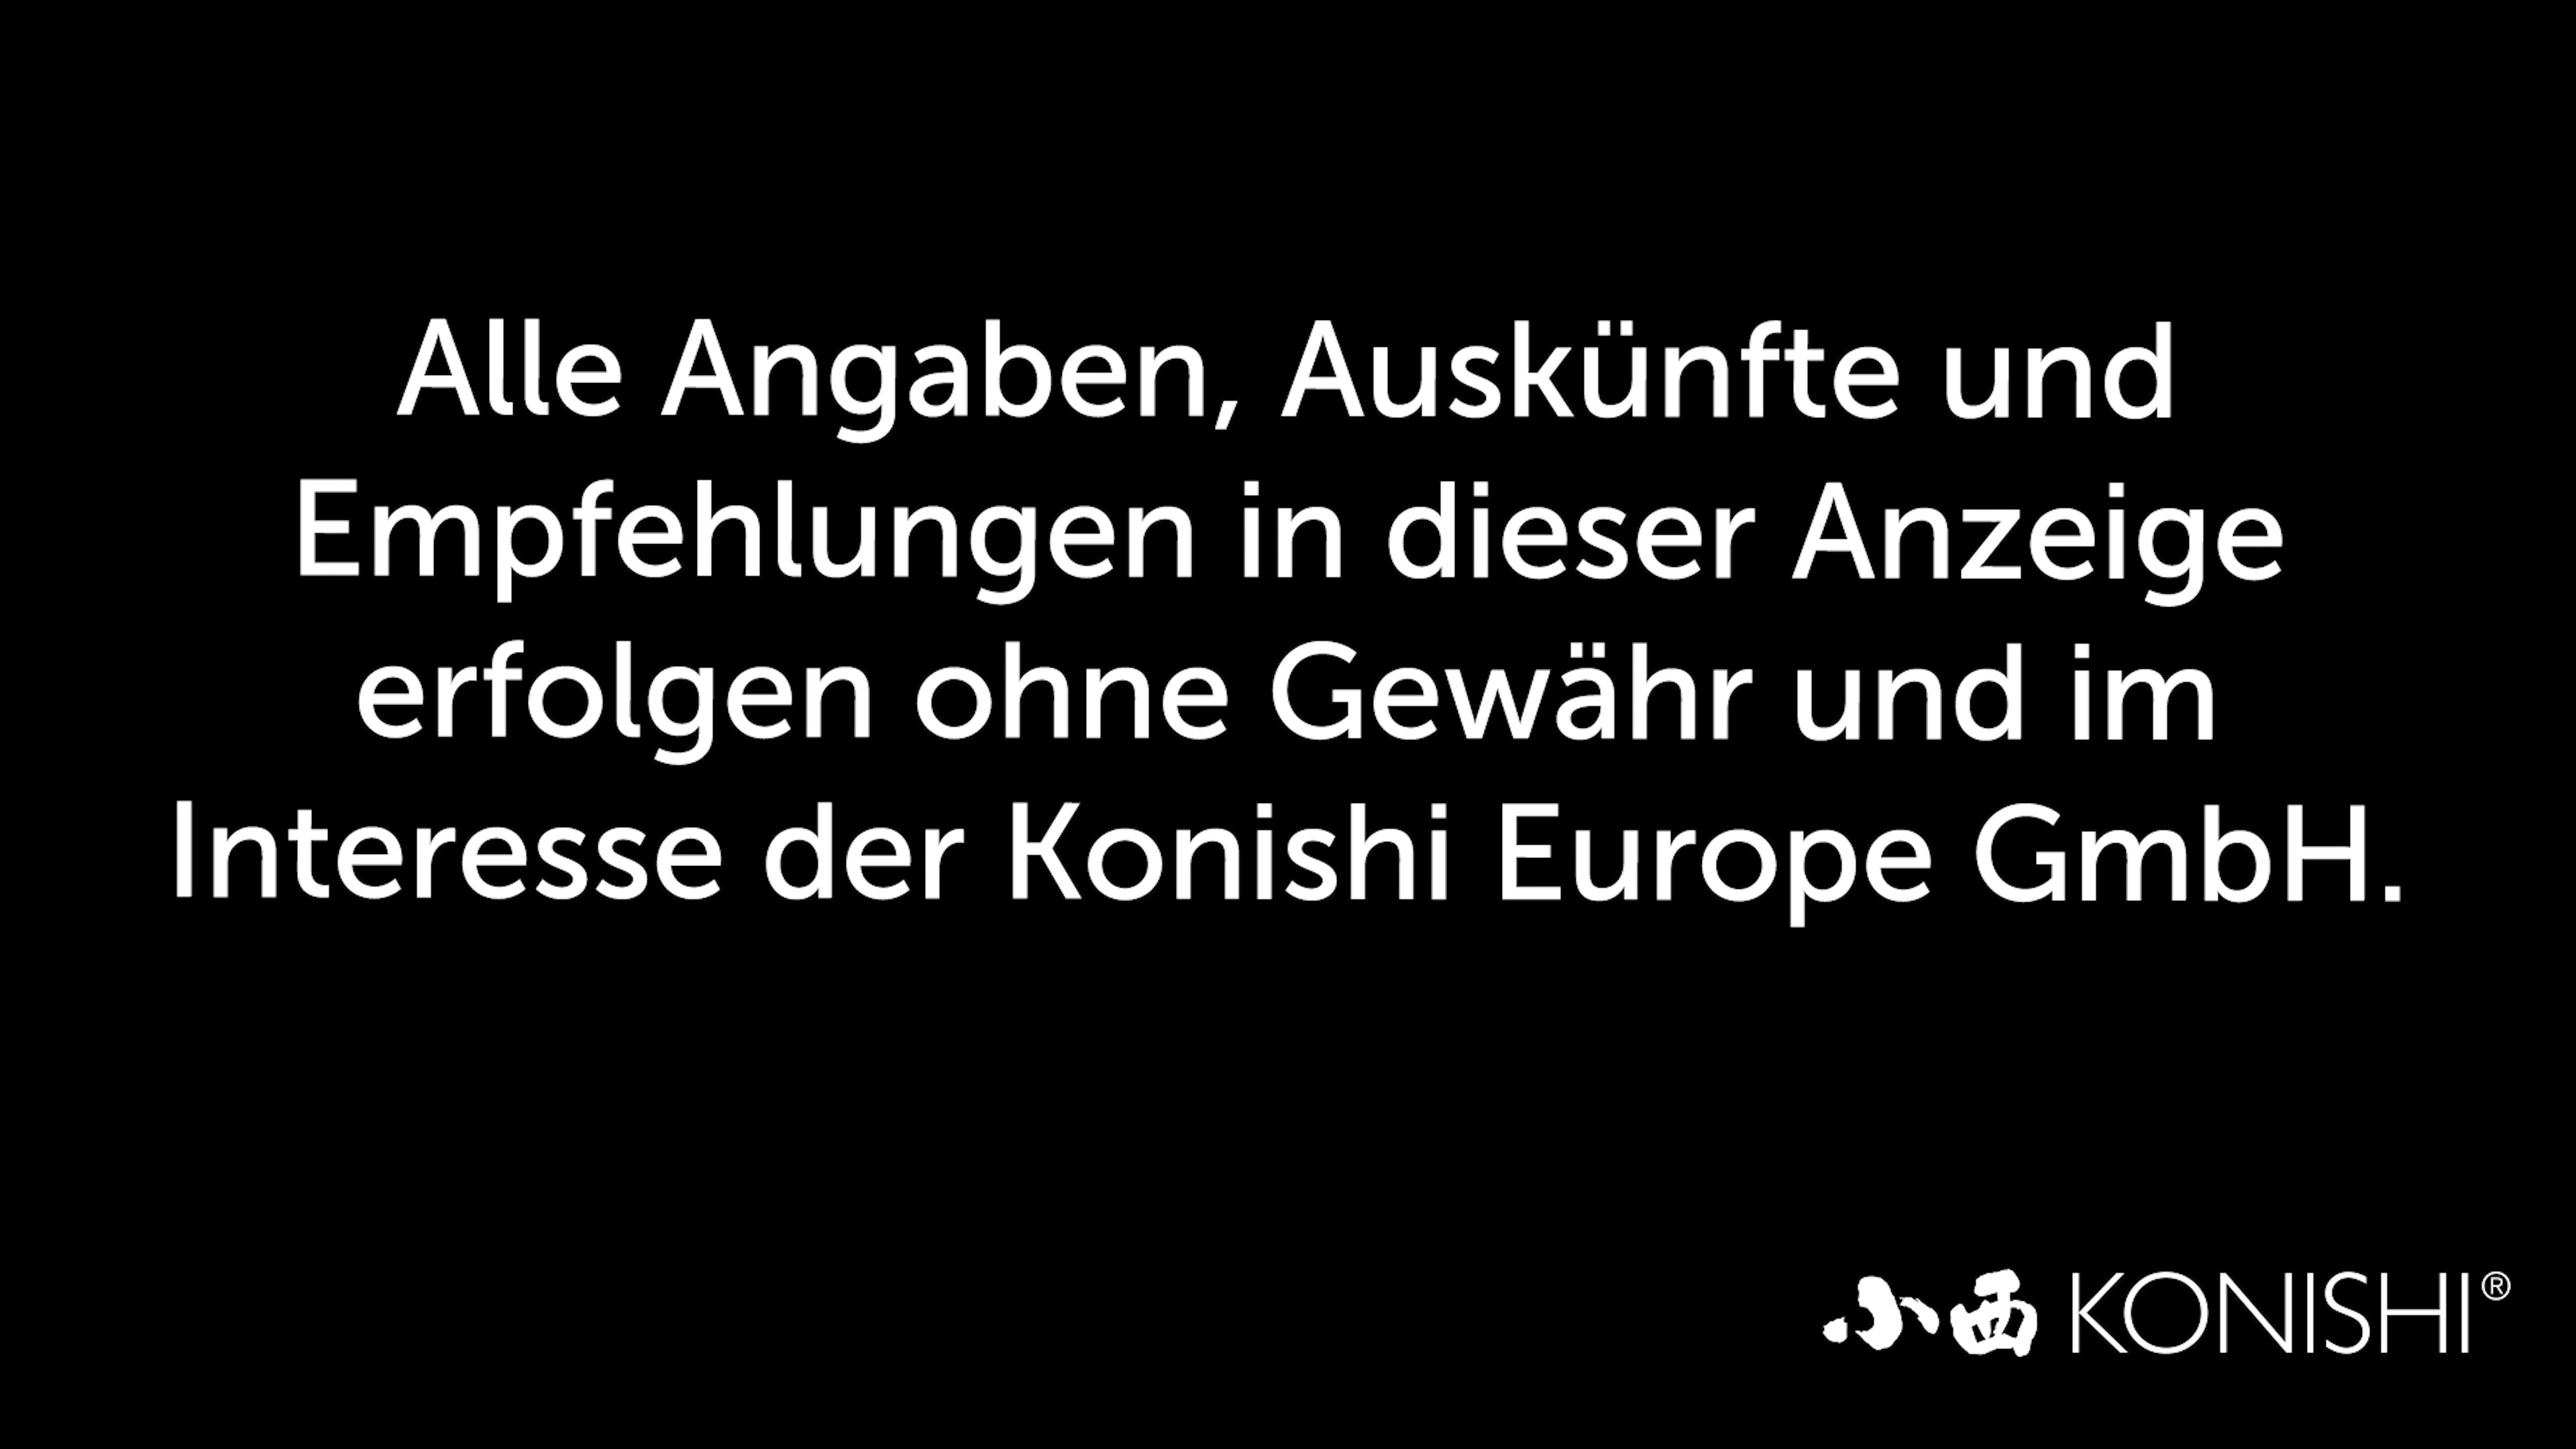 Alle Angaben, Auskünfte und
Empfehlungen in dieser Anzeige
erfolgen ohne Gewähr und im
Interesse der Konishi Europe GmbH.
小西 KONISHI®